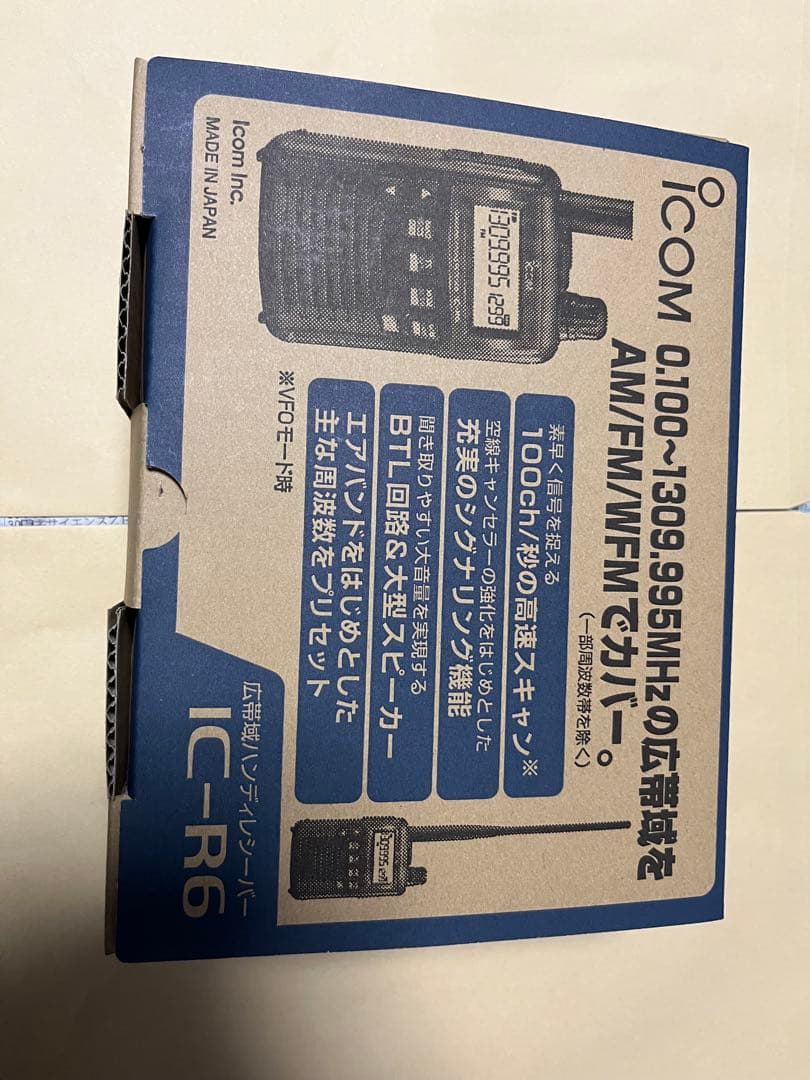 ICOM
0.100~1309.995MHzの広帯域を
AM/FM/WFMでカバー。
(一部周波数帯を除く)
1309.995
1299
FM
素早く信号を捉える
100ch/秒の高速スキャン※
空線キャンセラーの強化をはじめとした
充実のシグナリング機能
聞き取りやすい大音量を実現する
BTL回路&大型スピーカー
エアバンドをはじめとした
主な周波数をプリセット
※VFOモード時
Icom Inc.
MADE IN JAPAN
広帯域ハンディレシーバー
IC-R6